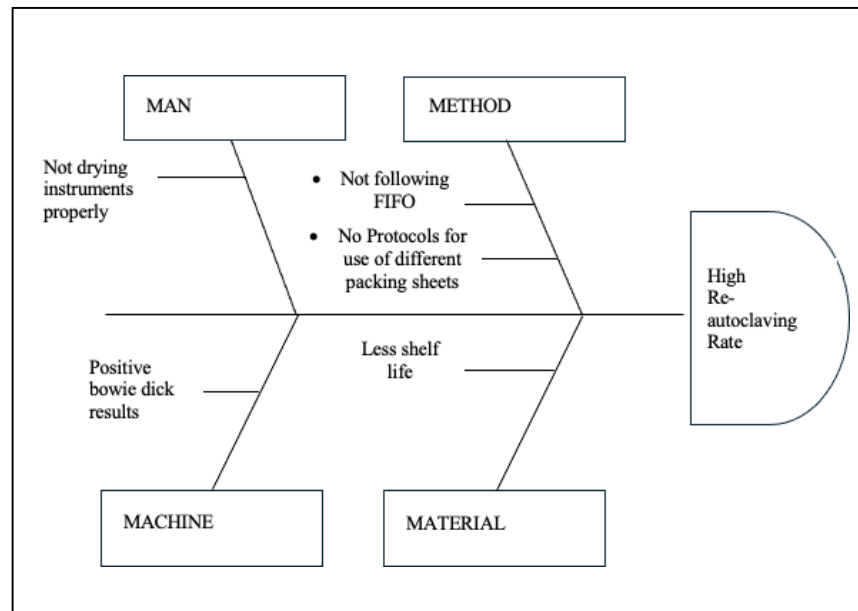 MAN
METHOD
Not drying
instruments
properly
• Not following
FIFO
• No Protocols for
use of different
packing sheets
High
Re-
autoclaving
Rate
Positive
bowie dick
results
Less shelf
life
MACHINE
MATERIAL